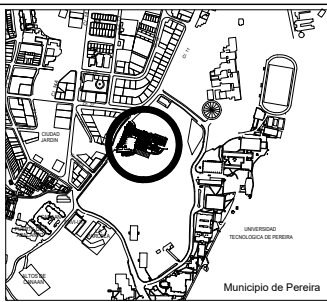 CIUDAD
JARDIN
UNIVERSIDAD
TECNOLOGICA DE PEREIRA
ALTOS DE
CANAAN
Municipio de Pereira